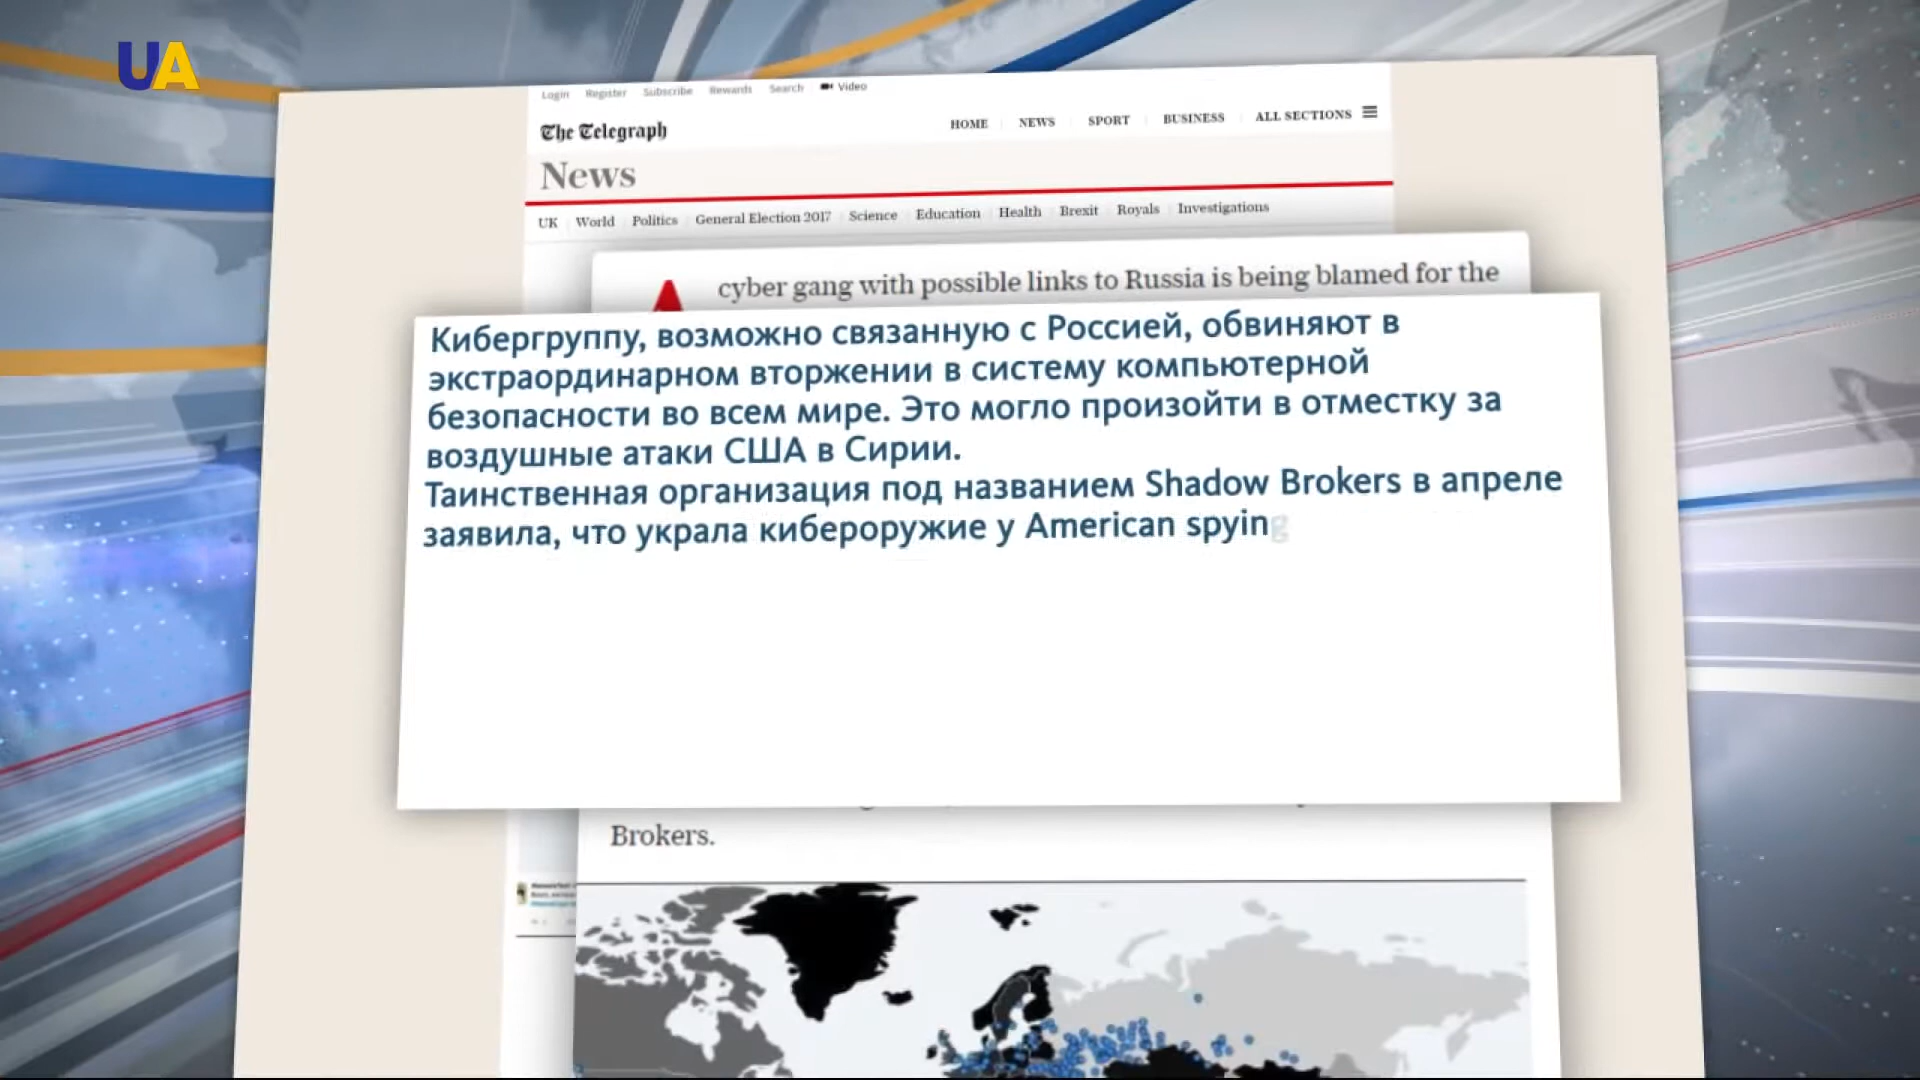 UA
Login Register Subscribe Rewards Search Video
The Telegraph
HOME NEWS SPORT BUSINESS ALL SECTIONS
News
UK World Politics General Election 2017 Science Education Health Brexit Royals Investigations
A cyber gang with possible links to Russia is being blamed for the
Кибергруппу, возможно связанную с Россией, обвиняют в
экстраординарном вторжении в систему компьютерной
безопасности во всем мире. Это могло произойти в отместку за
воздушные атаки США в Сирии.
Таинственная организация под названием Shadow Brokers в апреле
заявила, что украла кибероружие у American spying
Brokers.